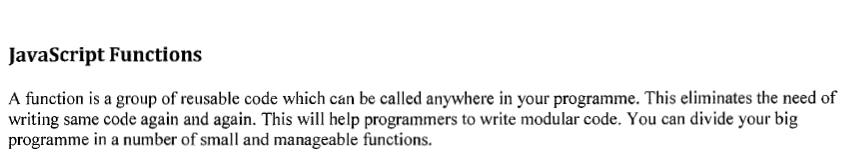 JavaScript Functions
A function is a group of reusable code which can be called anywhere in your programme. This eliminates the need of
writing same code again and again. This will help programmers to write modular code. You can divide your big
programme in a number of small and manageable functions.